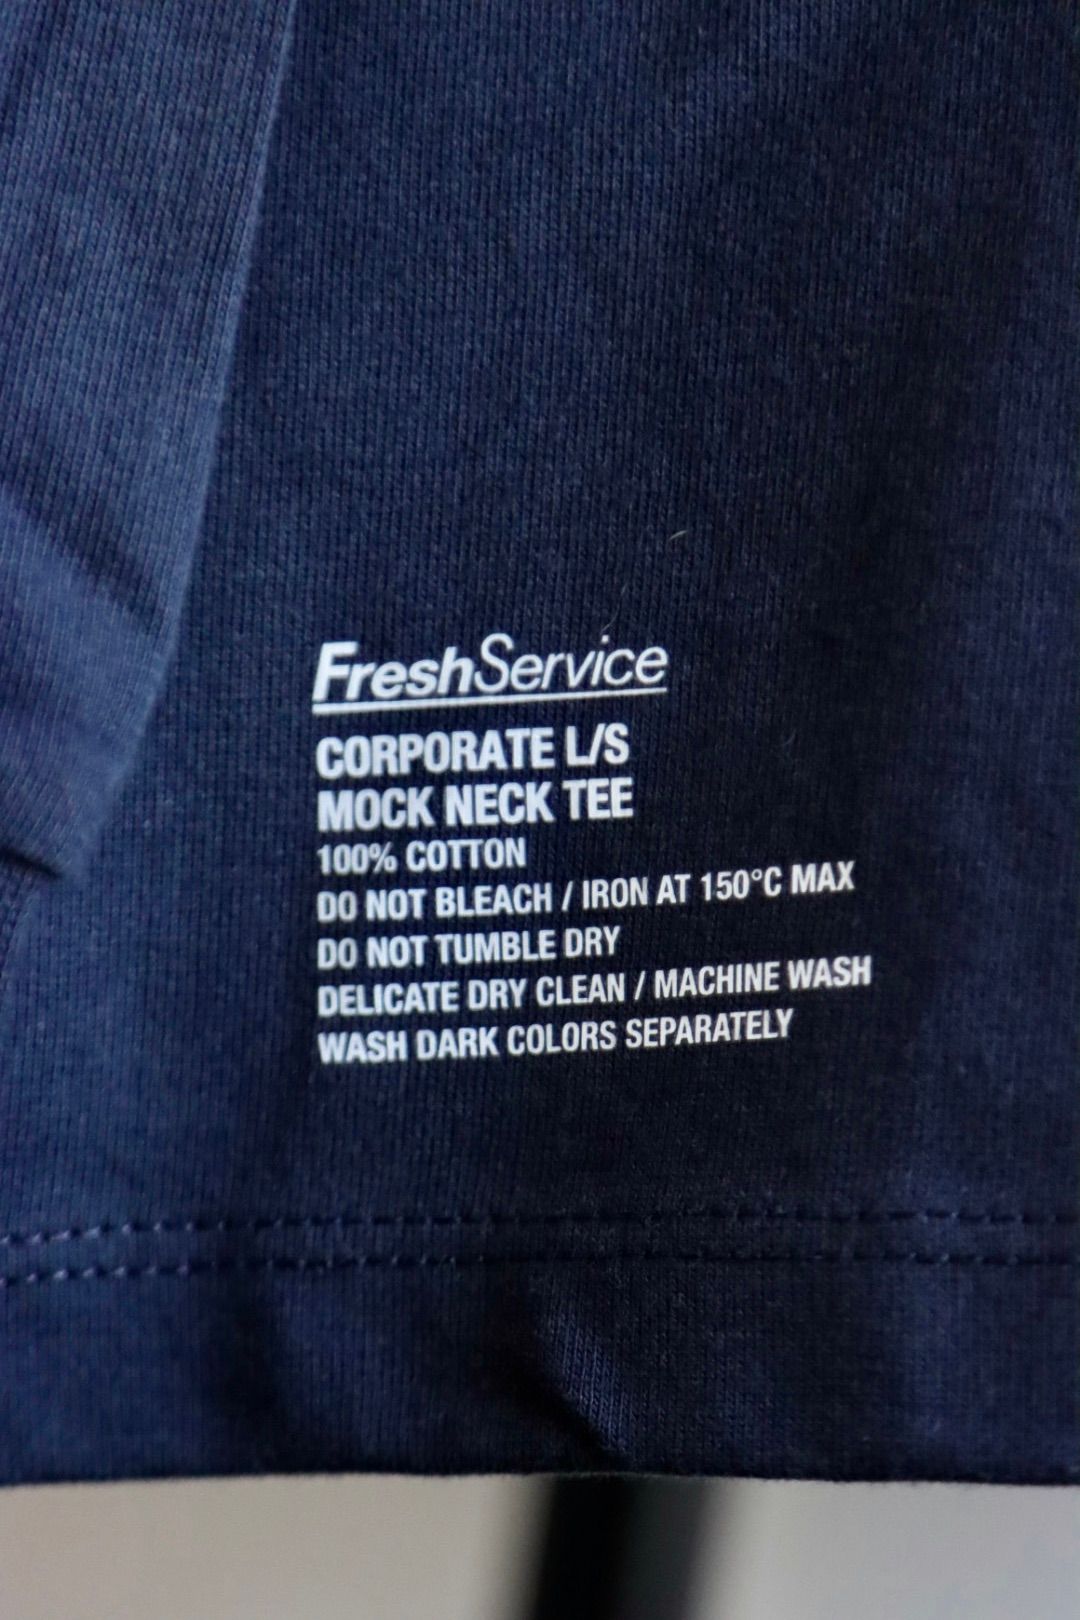 FreshService
CORPORATE L/S
MOCK NECK TEE
100% COTTON
DO NOT BLEACH / IRON AT 150°C MAX
DO NOT TUMBLE DRY
DELICATE DRY CLEAN / MACHINE WASH
WASH DARK COLORS SEPARATELY